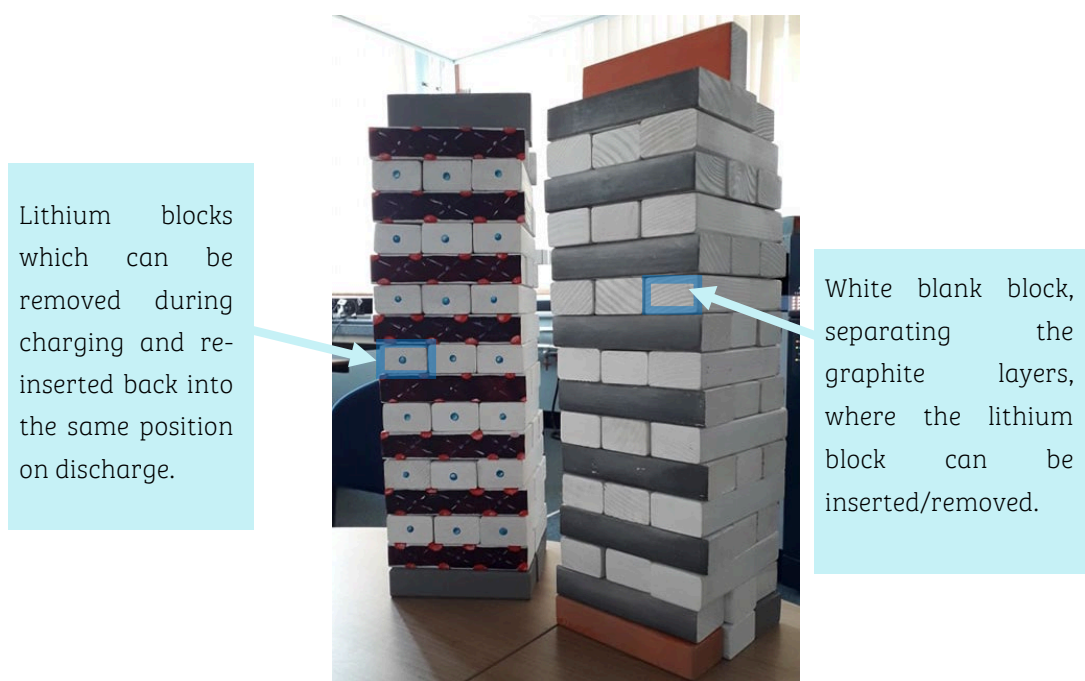 Lithium blocks
which can be
removed during
charging and re-
inserted back into
the same position
on discharge.
White blank block,
separating the
graphite layers,
where the lithium
block can be
inserted/removed.